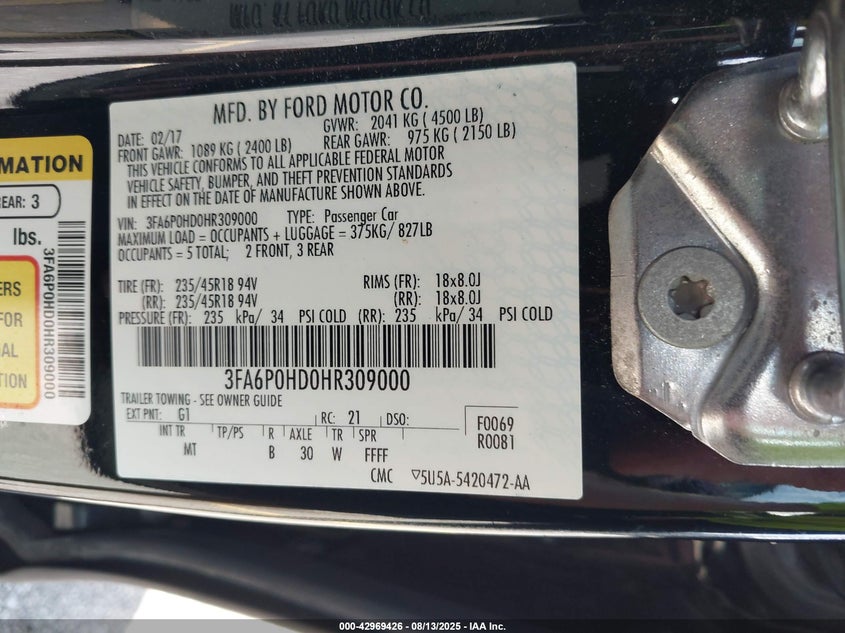 MFD. BY FORD MOTOR CO.
DATE: 02/17
GVWR: 2041 KG ( 4500 LB)
FRONT GAWR: 1089 KG ( 2400 LB)
REAR GAWR: 975 KG ( 2150 LB)
THIS VEHICLE CONFORMS TO ALL APPLICABLE FEDERAL MOTOR
VEHICLE SAFETY, BUMPER, AND THEFT PREVENTION STANDARDS
IN EFFECT ON THE DATE OF MANUFACTURE SHOWN ABOVE.
VIN: 3FA6P0HD0HR309000 TYPE: Passenger Car
MAXIMUM LOAD = OCCUPANTS + LUGGAGE = 375KG/ 827LB
OCCUPANTS = 5 TOTAL; 2 FRONT, 3 REAR
TIRE (FR): 235/45R18 94V RIMS (FR): 18x8.0J
(RR): 235/45R18 94V (RR): 18x8.0J
PRESSURE (FR): 235 kPa/ 34 PSI COLD (RR): 235 kPa/ 34 PSI COLD
3FA6P0HD0HR309000
TRAILER TOWING - SEE OWNER GUIDE
EXT PNT: G1 RC: 21 DSO:
F0069
R0081
INT TR TP/PS R AXLE TR SPR
MT B 30 W FFFF
CMC ▽5U5A-5420472-AA
MATION
REAR: 3
lbs.
ERS
FOR
AL
TION
3FA6P0HD0HR309000
000-42969426 - 08/13/2025 - IAA Inc.